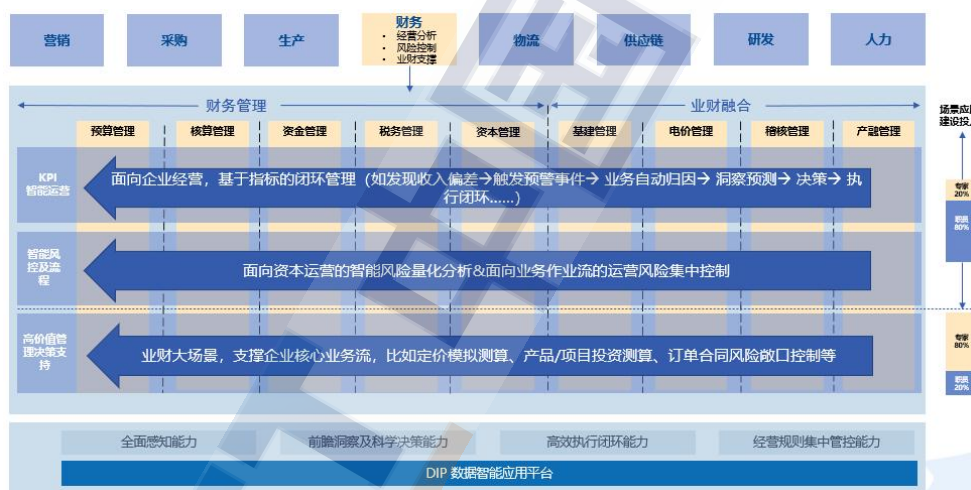 营销
采购
生产
财务
• 经营分析
• 风险控制
• 业财支撑
物流
供应链
研发
人力
财务管理
业财融合
预算管理
核算管理
资金管理
税务管理
资本管理
基建管理
电价管理
稽核管理
产融管理
KPI
智能运营
面向企业经营，基于指标的闭环管理（如发现收入偏差→触发预警事件→ 业务自动归因→ 洞察预测→ 决策→ 执
行闭环……）
智能风
控及流
程
面向资本运营的智能风险量化分析&面向业务作业流的运营风险集中控制
高价值管
理决策支
持
业财大场景，支撑企业核心业务流，比如定价模拟测算、产品/项目投资测算、订单合同风险敞口控制等
场景应
建设投
专家
20%
职员
80%
专家
80%
职员
20%
全面感知能力
前瞻洞察及科学决策能力
高效执行闭环能力
经营规则集中管控能力
DIP 数据智能应用平台